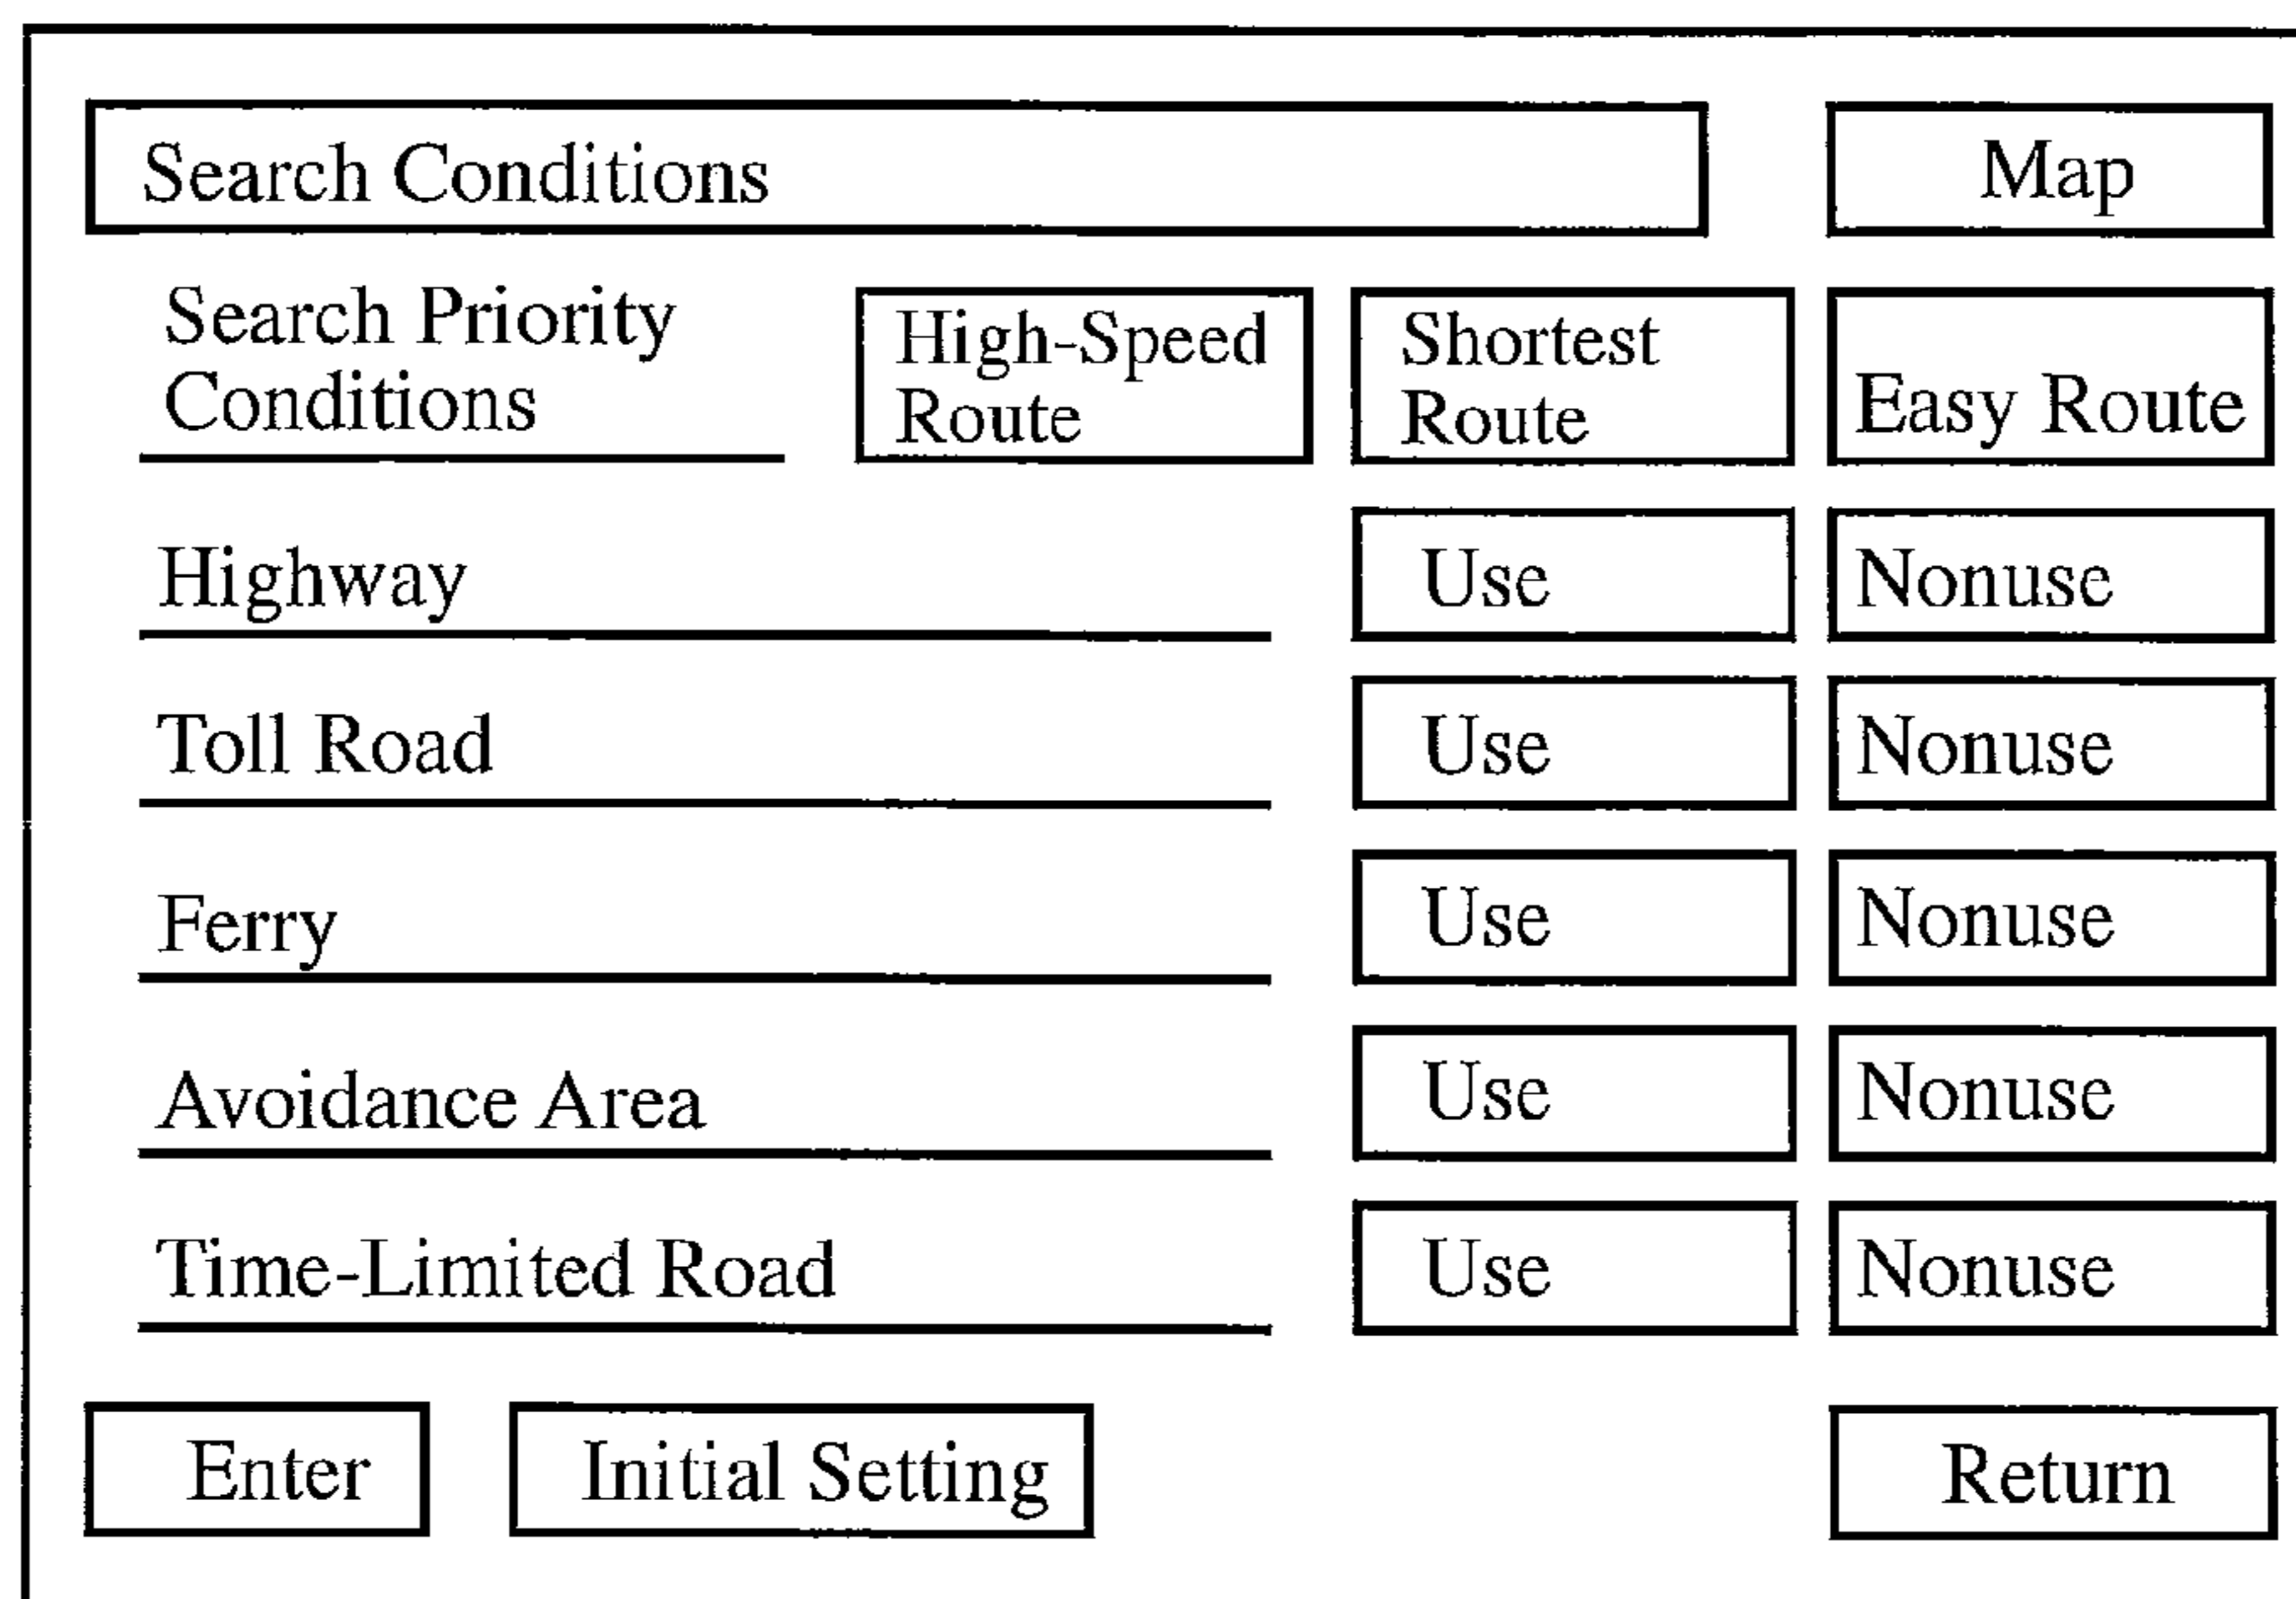 Search Conditions
Map
Search Priority
Conditions
High-Speed
Route
Shortest
Route
Easy Route
Highway
Use
Nonuse
Toll Road
Use
Nonuse
Ferry
Use
Nonuse
Avoidance Area
Use
Nonuse
Time-Limited Road
Use
Nonuse
Enter
Initial Setting
Return